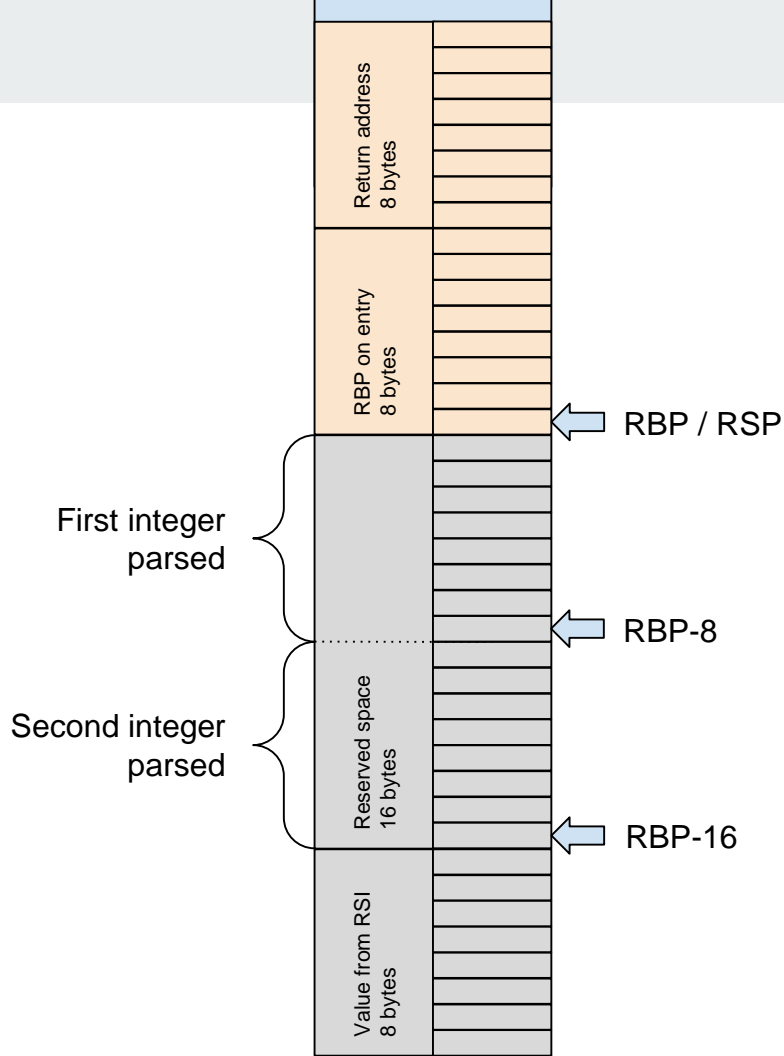 Return address
8 bytes
RBP on entry
8 bytes
RBP / RSP
First integer
parsed
RBP-8
Second integer
parsed
Reserved space
16 bytes
RBP-16
Value from RSI
8 bytes